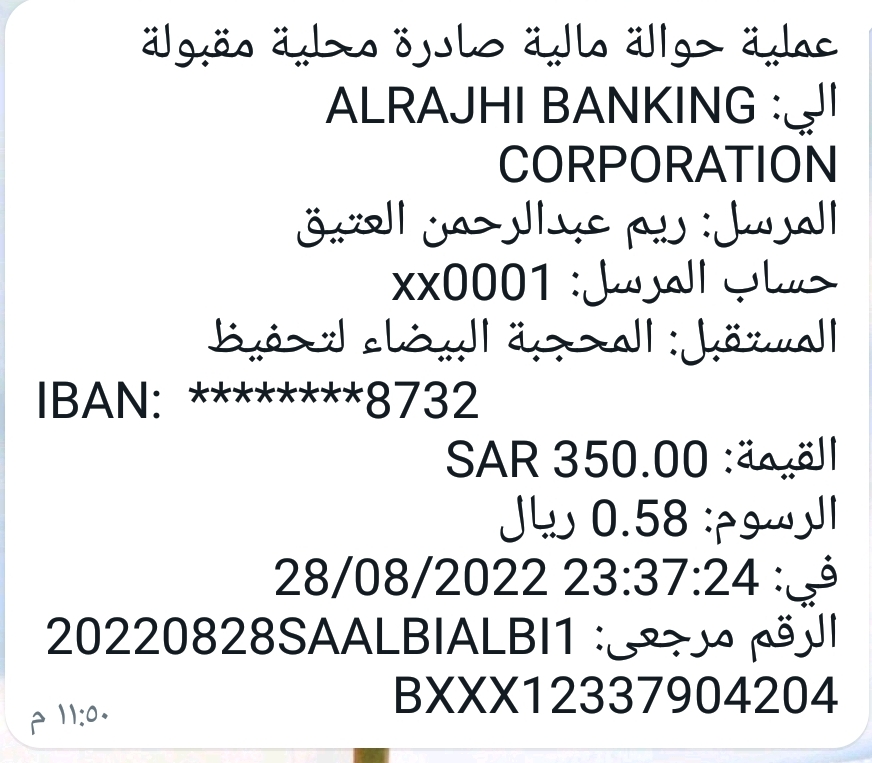 عملية حوالة مالية صادرة محلية مقبولة
الي: ALRAJHI BANKING
CORPORATION
المرسل: ريم عبدالرحمن العتيق
حساب المرسل: xx0001
المستقبل: المحجبة البيضاء لتحفيظ
IBAN: ********8732
القيمة: SAR 350.00
الرسوم: 0.58 ريال
في: 28/08/2022 23:37:24
الرقم مرجعى: 20220828SAALBIALBI1
BXXX12337904204
١١:٥٠ م